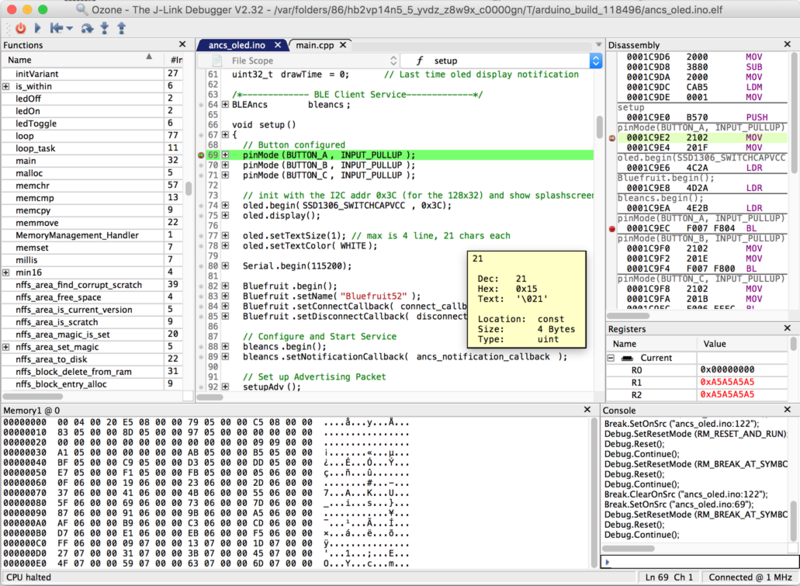 Ozone - The J-Link Debugger V2.32 - /var/folders/86/hb2vp14n5_5_yvdz_z8w9x_c0000gn/T/arduino_build_118496/ancs_oled.ino.elf
Functions
Name #In
initVariant 27
is_within 6
ledOff 2
ledOn 2
ledToggle 6
loop 77
loop_task 11
main 32
malloc 5
memchr 57
memcmp 13
memcpy 9
memmove 22
MemoryManagement_Handler 1
memset 7
millis 7
min16 4
nffs_area_find_corrupt_scratch 39
nffs_area_free_space 4
nffs_area_is_current_version 5
nffs_area_is_scratch 9
nffs_area_magic_is_set 20
nffs_area_set_magic 5
nffs_area_to_disk 22
nffs_block_delete_from_ram 31
nffs_block_entry_alloc 9
ancs_oled.ino main.cpp
File Scope setup
61 uint32_t drawTime = 0; // Last time oled display notification
62
63 /*------------- BLE Client Service-------------*/
64 BLEAncs bleancs;
65
66 void setup()
67 {
68 // Button configured
69 pinMode(BUTTON_A, INPUT_PULLUP);
70 pinMode(BUTTON_B, INPUT_PULLUP);
71 pinMode(BUTTON_C, INPUT_PULLUP);
72
73 // init with the I2C addr 0x3C (for the 128x32) and show splashscreen
74 oled.begin(SSD1306_SWITCHCAPVCC, 0x3C);
75 oled.display();
76
77 oled.setTextSize(1); // max is 4 line, 21 chars each
78 oled.setTextColor(WHITE);
79
80 Serial.begin(115200);
81
82 Bluefruit.begin();
83 Bluefruit.setName("Bluefruit52");
84 Bluefruit.setConnectCallback(connect_callb
85 Bluefruit.setDisconnectCallback(disconnect
86
87 // Configure and Start Service
88 bleancs.begin();
89 bleancs.setNotificationCallback(ancs_notification_callback);
90
91 // Set up Advertising Packet
92 setupAdv();
21
Dec: 21
Hex: 0x15
Text: '\021'
Location: const
Size: 4 Bytes
Type: uint
Disassembly
0001C9D6 2000 MOV
0001C9D8 3880 SUB
0001C9DA 2000 MOV
0001C9DC CAB5 LDM
0001C9DE 0001 MOV
setup
0001C9E0 B570 PUSH
pinMode(BUTTON_A, INPUT_PULLUP)
0001C9E2 2102 MOV
0001C9E4 201F MOV
oled.begin(SSD1306_SWITCHCAPVCC
0001C9E6 4C2A LDR
Bluefruit.begin();
0001C9E8 4D2A LDR
bleancs.begin();
0001C9EA 4E2B LDR
pinMode(BUTTON_A, INPUT_PULLUP)
0001C9EC F007 F804 BL
pinMode(BUTTON_B, INPUT_PULLUP)
0001C9F0 2102 MOV
0001C9F2 201E MOV
0001C9F4 F007 F800 BL
pinMode(BUTTON_C, INPUT_PULLUP)
0001C9F8 2102 MOV
0001C9FA 201B MOV
Registers
Name Value
Current
R0 0x00000000
R1 0xA5A5A5A5
R2 0xA5A5A5A5
Memory1 @ 0
00000000 00 04 00 20 E5 08 00 00 79 05 00 00 C5 08 00 00
00000010 83 05 00 00 8D 05 00 00 97 05 00 00 00 00 00 00
00000020 00 00 00 00 00 00 00 00 00 00 00 00 09 09 00 00
00000030 A1 05 00 00 00 00 00 00 AB 05 00 00 B5 05 00 00
00000040 BF 05 00 00 C9 05 00 00 D3 05 00 00 DD 05 00 00
00000050 E7 05 00 00 F1 05 00 00 FB 05 00 00 05 06 00 00
00000060 0F 06 00 00 19 06 00 00 23 06 00 00 2D 06 00 00
00000070 37 06 00 00 41 06 00 00 4B 06 00 00 55 06 00 00
00000080 5F 06 00 00 69 06 00 00 73 06 00 00 7D 06 00 00
00000090 87 06 00 00 91 06 00 00 9B 06 00 00 A5 06 00 00
000000A0 AF 06 00 00 B9 06 00 00 C3 06 00 00 CD 06 00 00
000000B0 D7 06 00 00 E1 06 00 00 EB 06 00 00 F5 06 00 00
000000C0 FF 06 00 00 09 07 00 00 13 07 00 00 1D 07 00 00
000000D0 27 07 00 00 31 07 00 00 3B 07 00 00 45 07 00 00
000000E0 4F 07 00 00 59 07 00 00 63 07 00 00 6D 07 00 00
Console
Break.SetOnSrc ("ancs_oled.ino:122");
Debug.SetResetMode (RM_RESET_AND_RUN);
Debug.Reset();
Debug.Continue();
Debug.SetResetMode (RM_BREAK_AT_SYMBC
Debug.Reset();
Debug.Continue();
Break.ClearOnSrc ("ancs_oled.ino:122");
Break.SetOnSrc ("ancs_oled.ino:69");
Debug.SetResetMode (RM_BREAK_AT_SYMBC
Debug.Reset();
Debug.Continue();
CPU halted Ln 69 Ch 1 Connected @ 1 MHz